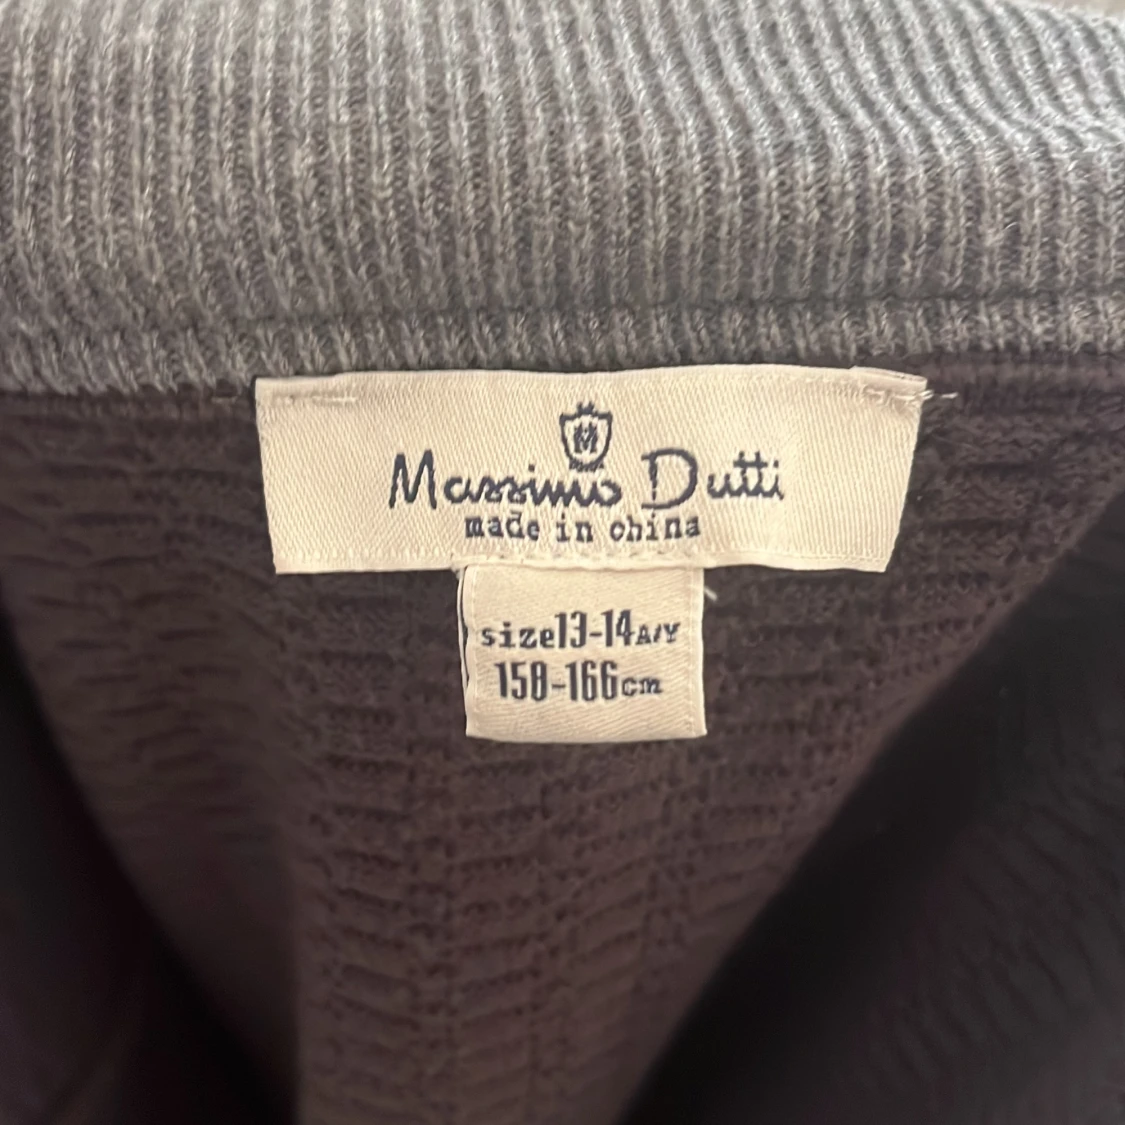 M
Massimo Dutti
made in china
size13-14A/Y
158-166cm